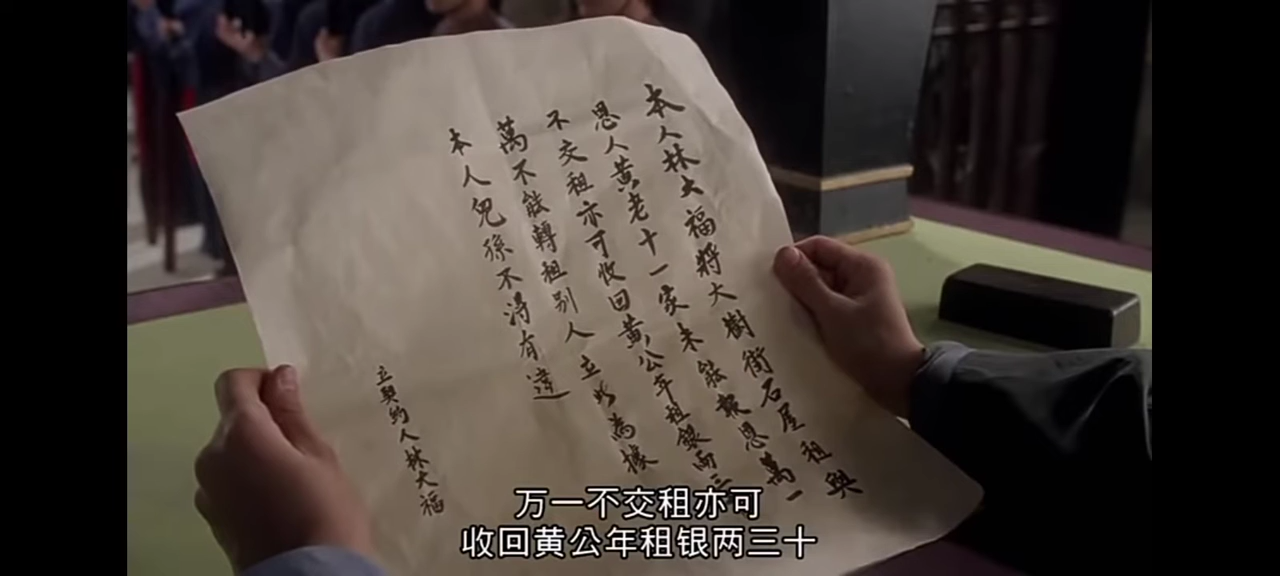 本人林大福將大樹街石屋租與
恩人黃老十一家未能報恩萬一
不交租亦可收回黃公年租銀兩三
萬不能轉租別人立此為據
本人兒孫不得有違
立契約人林大福
万一不交租亦可
收回黄公年租银两三十